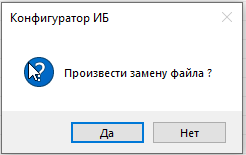 Конфигуратор ИБ
Произвести замену файла ?
Да
Нет